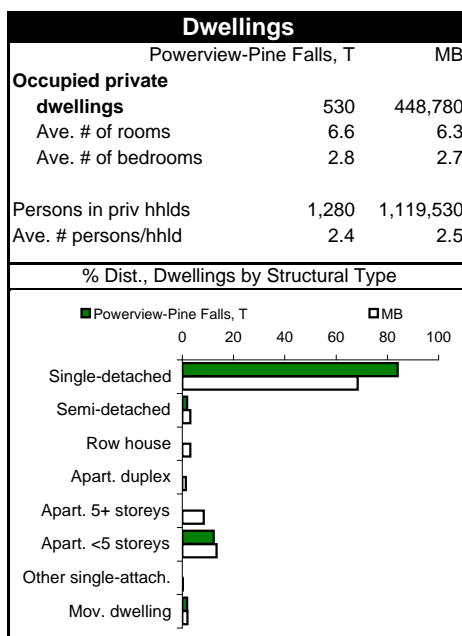 Dwellings
Powerview-Pine Falls, T MB
Occupied private
dwellings 530 448,780
Ave. # of rooms 6.6 6.3
Ave. # of bedrooms 2.8 2.7
Persons in priv hhlds 1,280 1,119,530
Ave. # persons/hhld 2.4 2.5
% Dist., Dwellings by Structural Type
Powerview-Pine Falls, T MB
0 20 40 60 80 100
Single-detached
Semi-detached
Row house
Apart. duplex
Apart. 5+ storeys
Apart. <5 storeys
Other single-attach.
Mov. dwelling